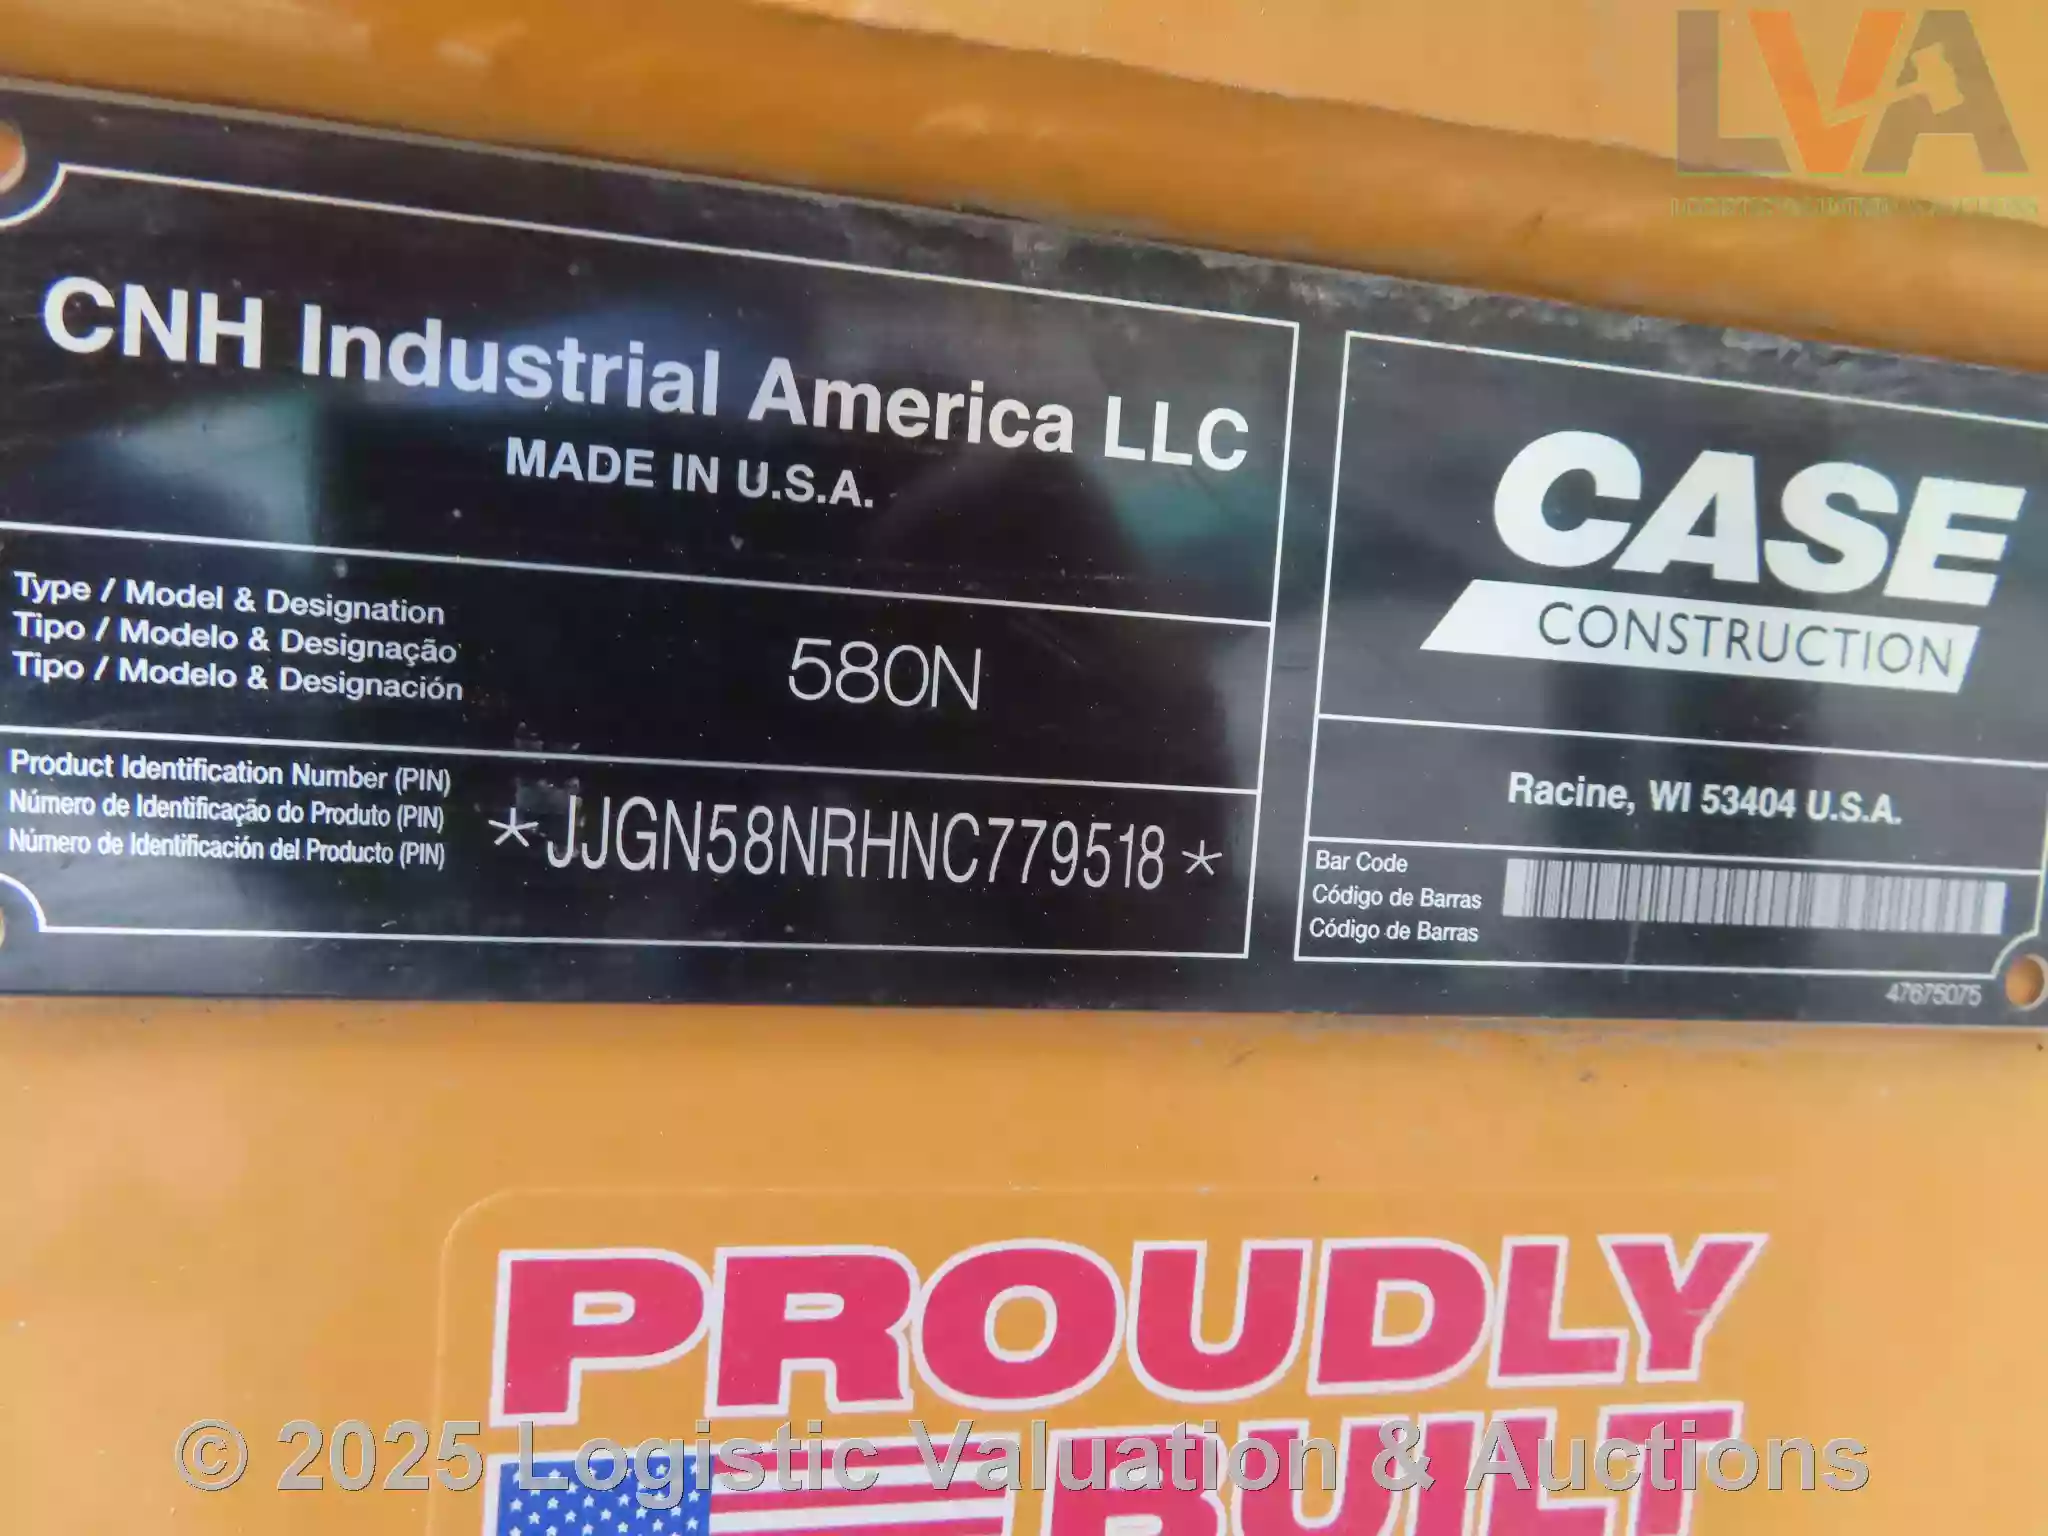 LVA
CNH Industrial America LLC
MADE IN U.S.A.
Type / Model & Designation
Tipo / Modelo & Designação
Tipo / Modelo & Designación
580N
Product Identification Number (PIN)
Número de Identificação do Produto (PIN)
Número de Identificación del Producto (PIN)
*JJGN58NRHNC779518*
CASE
CONSTRUCTION
Racine, WI 53404 U.S.A.
Bar Code
Código de Barras
Código de Barras
47675075
PROUDLY
BUILT
© 2025 Logistic Valuation & Auctions